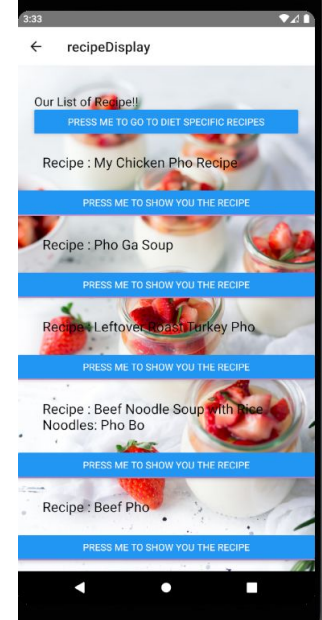 3:33
recipeDisplay
Our List of Recipe!!
PRESS ME TO GO TO DIET SPECIFIC RECIPES
Recipe : My Chicken Pho Recipe
PRESS ME TO SHOW YOU THE RECIPE
Recipe : Pho Ga Soup
PRESS ME TO SHOW YOU THE RECIPE
Recipe : Leftover Roast Turkey Pho
PRESS ME TO SHOW YOU THE RECIPE
Recipe : Beef Noodle Soup with Rice
Noodles: Pho Bo
PRESS ME TO SHOW YOU THE RECIPE
Recipe : Beef Pho
PRESS ME TO SHOW YOU THE RECIPE